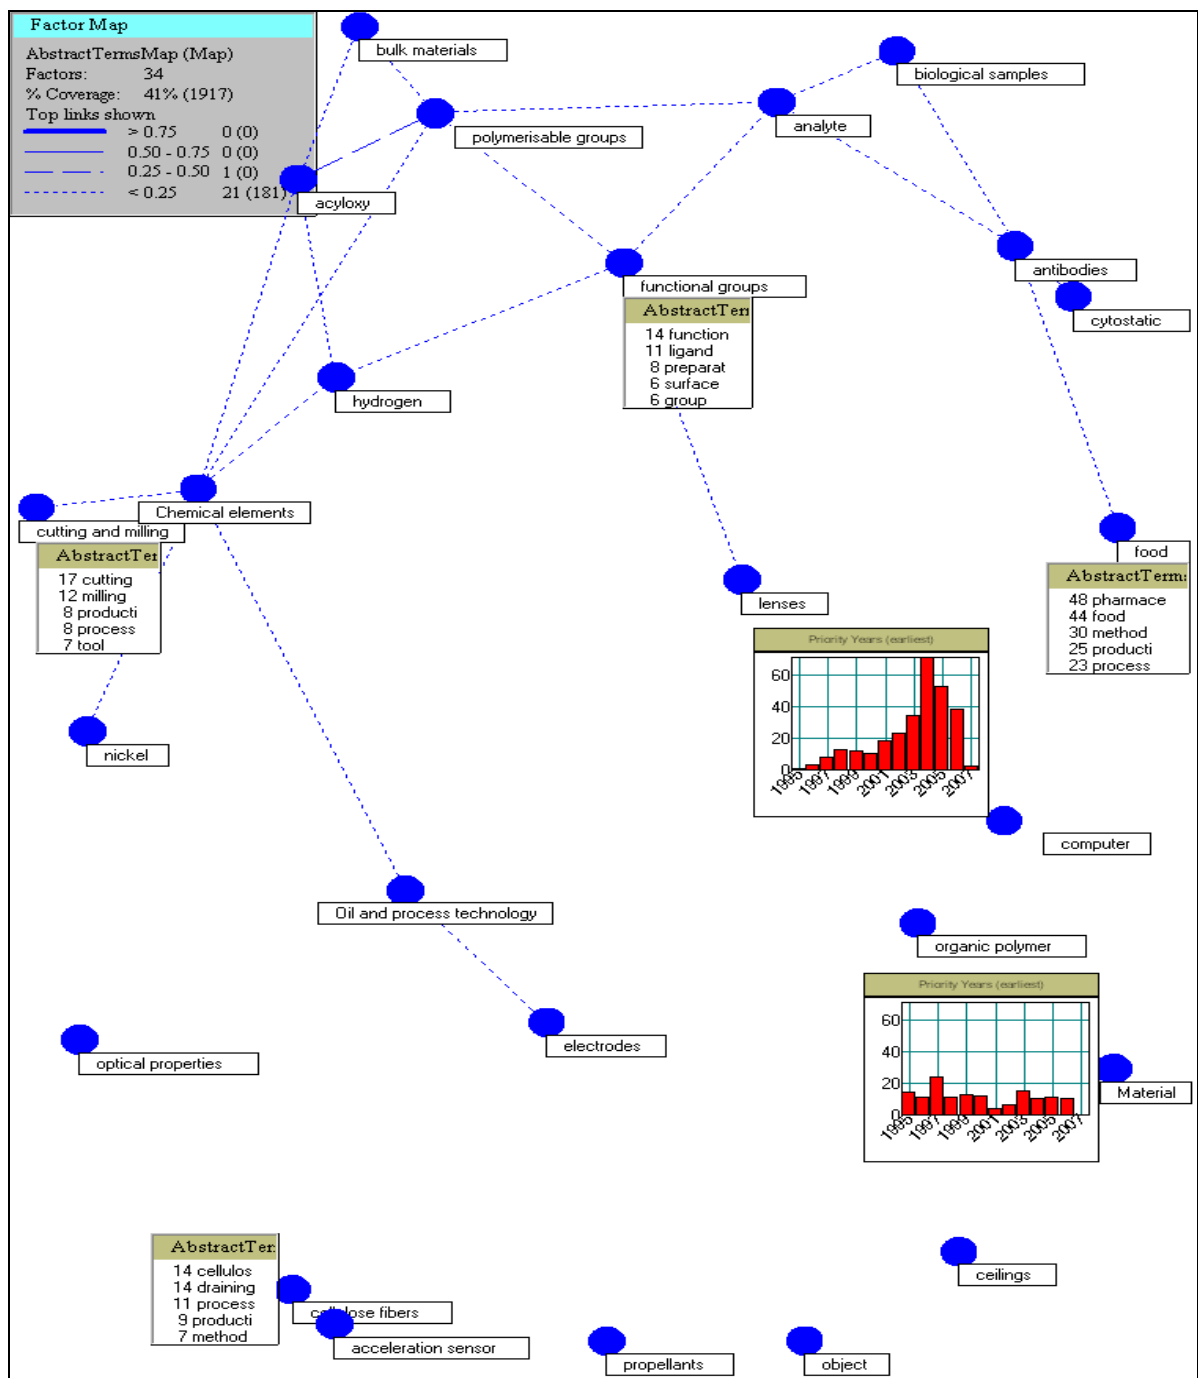 Factor Map
AbstractTermsMap (Map)
Factors: 34
% Coverage: 41% (1917)
Top links shown
> 0.75 0 (0)
0.50 - 0.75 0 (0)
0.25 - 0.50 1 (0)
< 0.25 21 (181)
bulk materials
biological samples
polymerisable groups
analyte
acyloxy
antibodies
functional groups
AbstractTerm
14 function
11 ligand
8 preparat
6 surface
6 group
cytostatic
hydrogen
Chemical elements
cutting and milling
AbstractTer
17 cutting
12 milling
8 producti
8 process
7 tool
food
AbstractTerms
48 pharmace
44 food
30 method
25 producti
23 process
lenses
Priority Years (earliest)
60
40
20
0
1995 1997 1999 2001 2003 2005 2007
nickel
computer
Oil and process technology
organic polymer
Priority Years (earliest)
60
40
20
0
1995 1997 1999 2001 2003 2005 2007
electrodes
optical properties
Material
AbstractTer
14 cellulos
14 draining
11 process
9 producti
7 method
ceilings
cellulose fibers
acceleration sensor
propellants
object